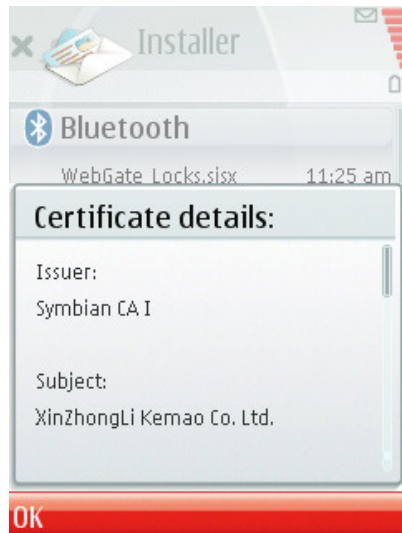 Installer
Bluetooth
WebGate_Locks.sisx 11:25 am
Certificate details:
Issuer:
Symbian CA I
Subject:
XinZhongLi Kemao Co. Ltd.
OK